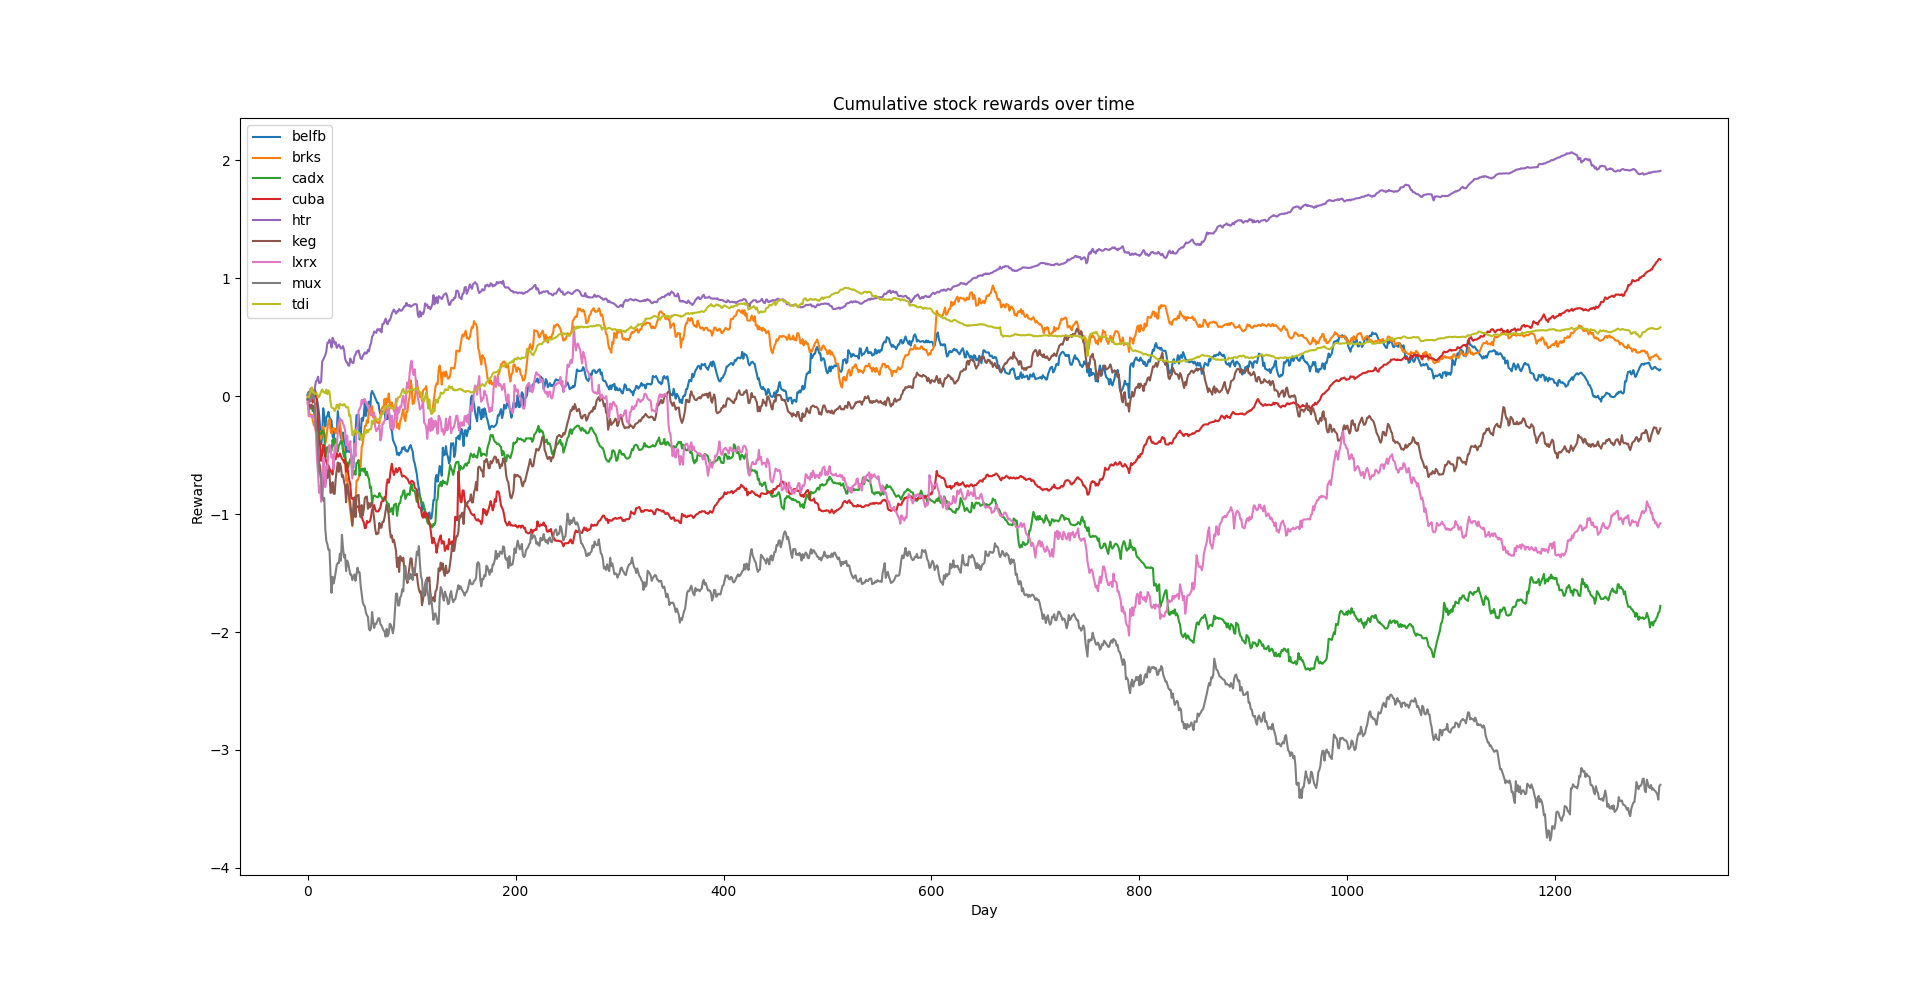 Cumulative stock rewards over time
belfb
brks
cadx
cuba
htr
keg
lxrx
mux
tdi
2
1
0
−1
−2
−3
−4
Reward
0 200 400 600 800 1000 1200
Day